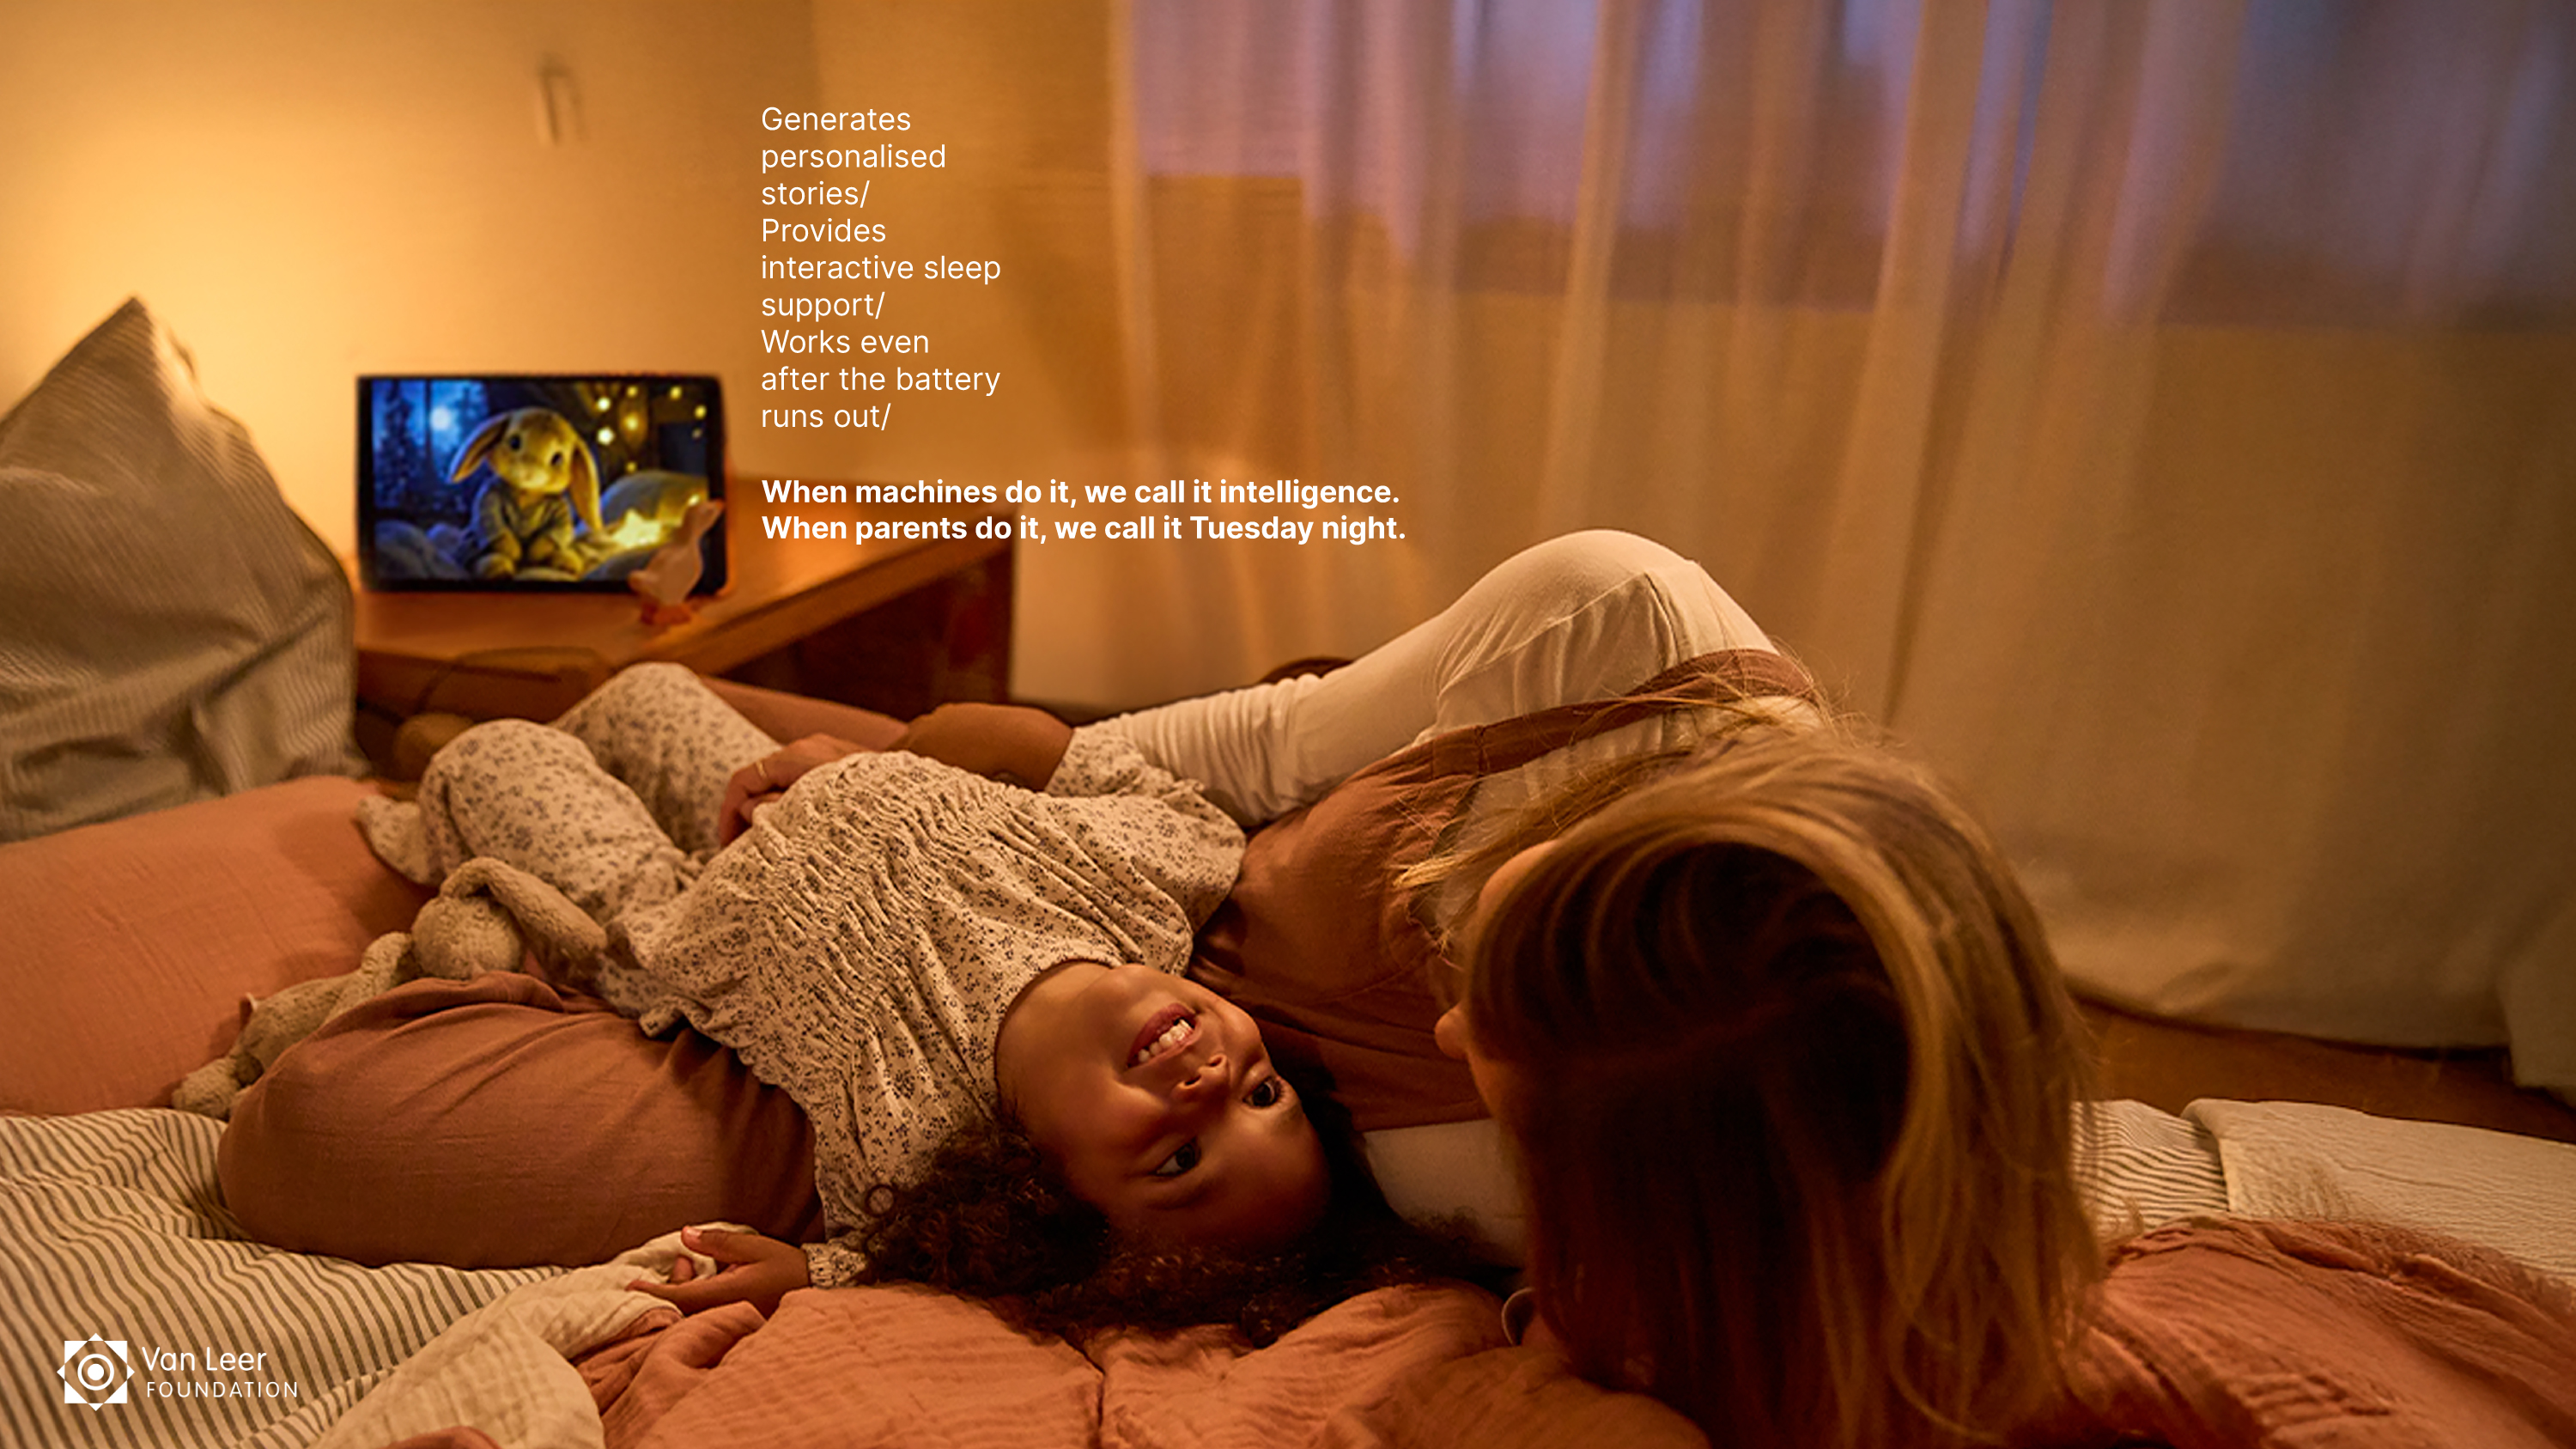 Generates
personalised
stories/
Provides
interactive sleep
support/
Works even
after the battery
runs out/
When machines do it, we call it intelligence.
When parents do it, we call it Tuesday night.
Van Leer
FOUNDATION